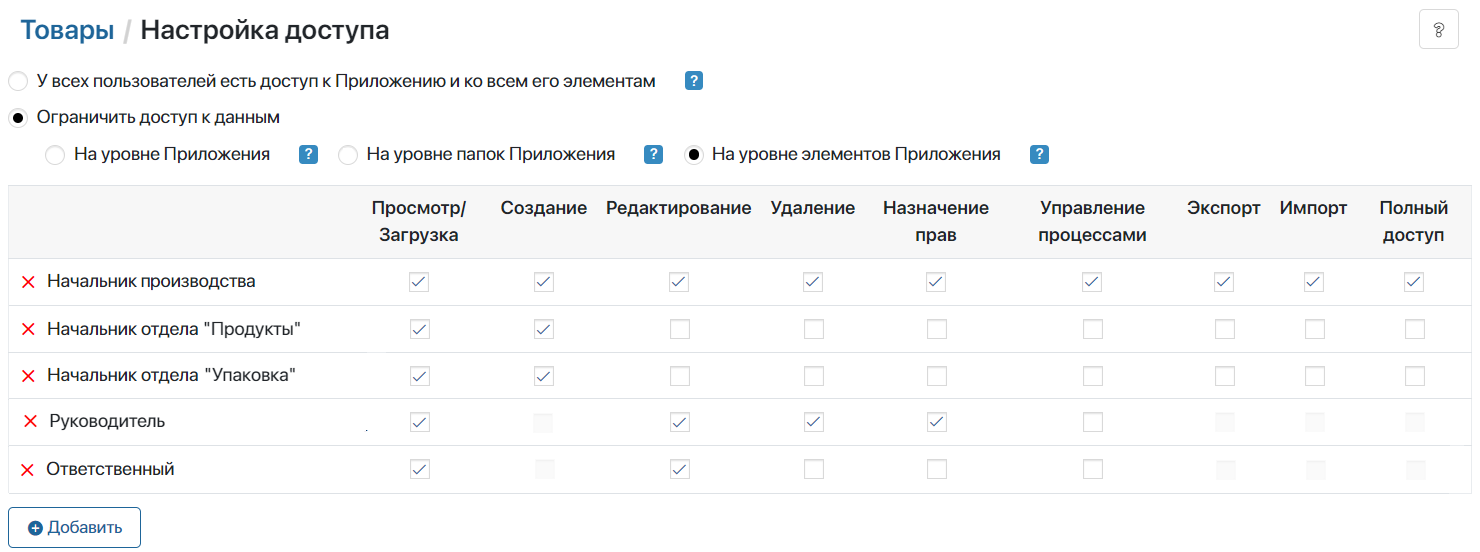 Товары / Настройка доступа
?
У всех пользователей есть доступ к Приложению и ко всем его элементам ?
Ограничить доступ к данным
На уровне Приложения ? На уровне папок Приложения ? На уровне элементов Приложения ?
Просмотр/ Создание Редактирование Удаление Назначение Управление Экспорт Импорт Полный
Загрузка прав процессами доступ
Начальник производства
Начальник отдела "Продукты"
Начальник отдела "Упаковка"
Руководитель
Ответственный
Добавить